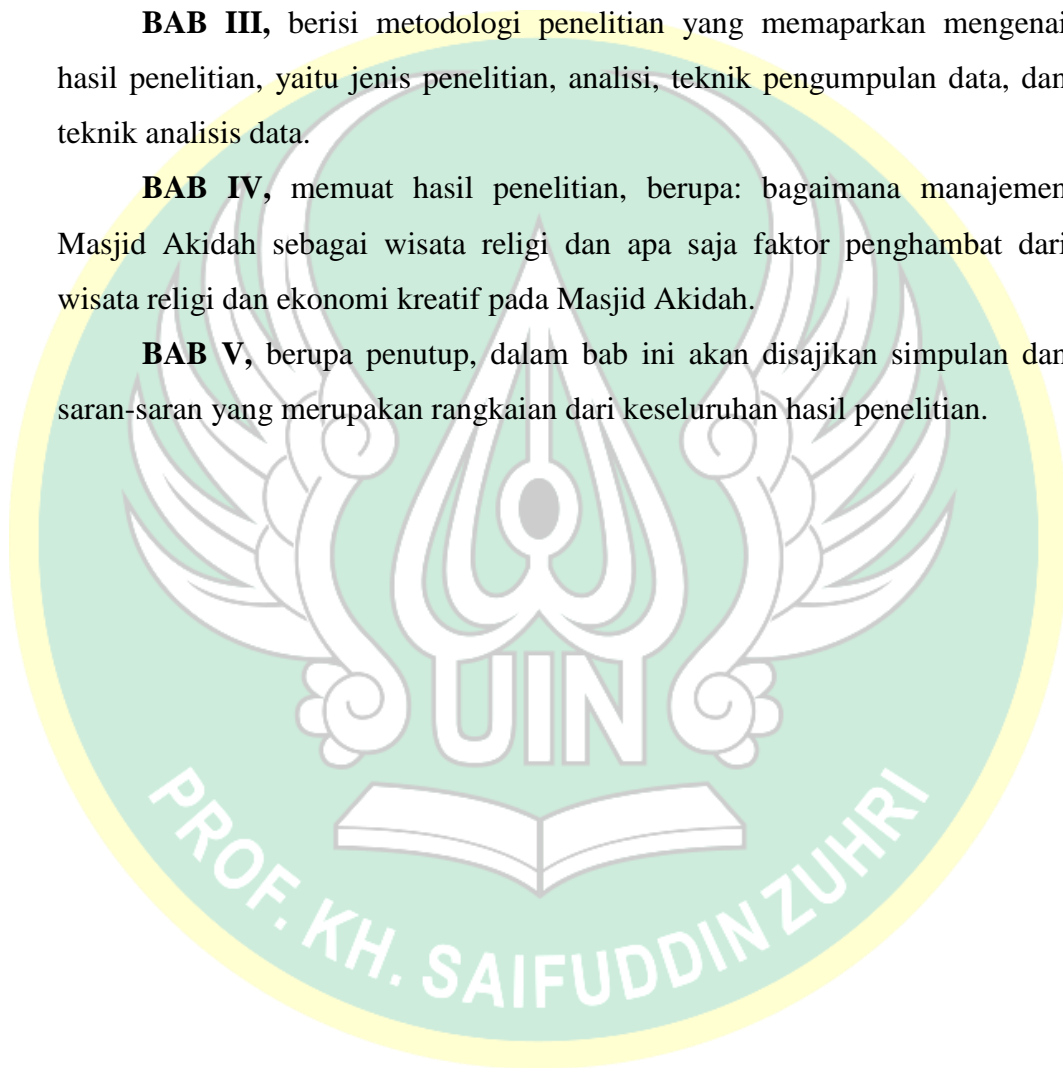 BAB III, berisi metodologi penelitian yang memaparkan mengenai
hasil penelitian, yaitu jenis penelitian, analisi, teknik pengumpulan data, dan
teknik analisis data.
BAB IV, memuat hasil penelitian, berupa: bagaimana manajemen
Masjid Akidah sebagai wisata religi dan apa saja faktor penghambat dari
wisata religi dan ekonomi kreatif pada Masjid Akidah.
BAB V, berupa penutup, dalam bab ini akan disajikan simpulan dan
saran-saran yang merupakan rangkaian dari keseluruhan hasil penelitian.
UIN
PROF. KH. SAIFUDDIN ZUHRI